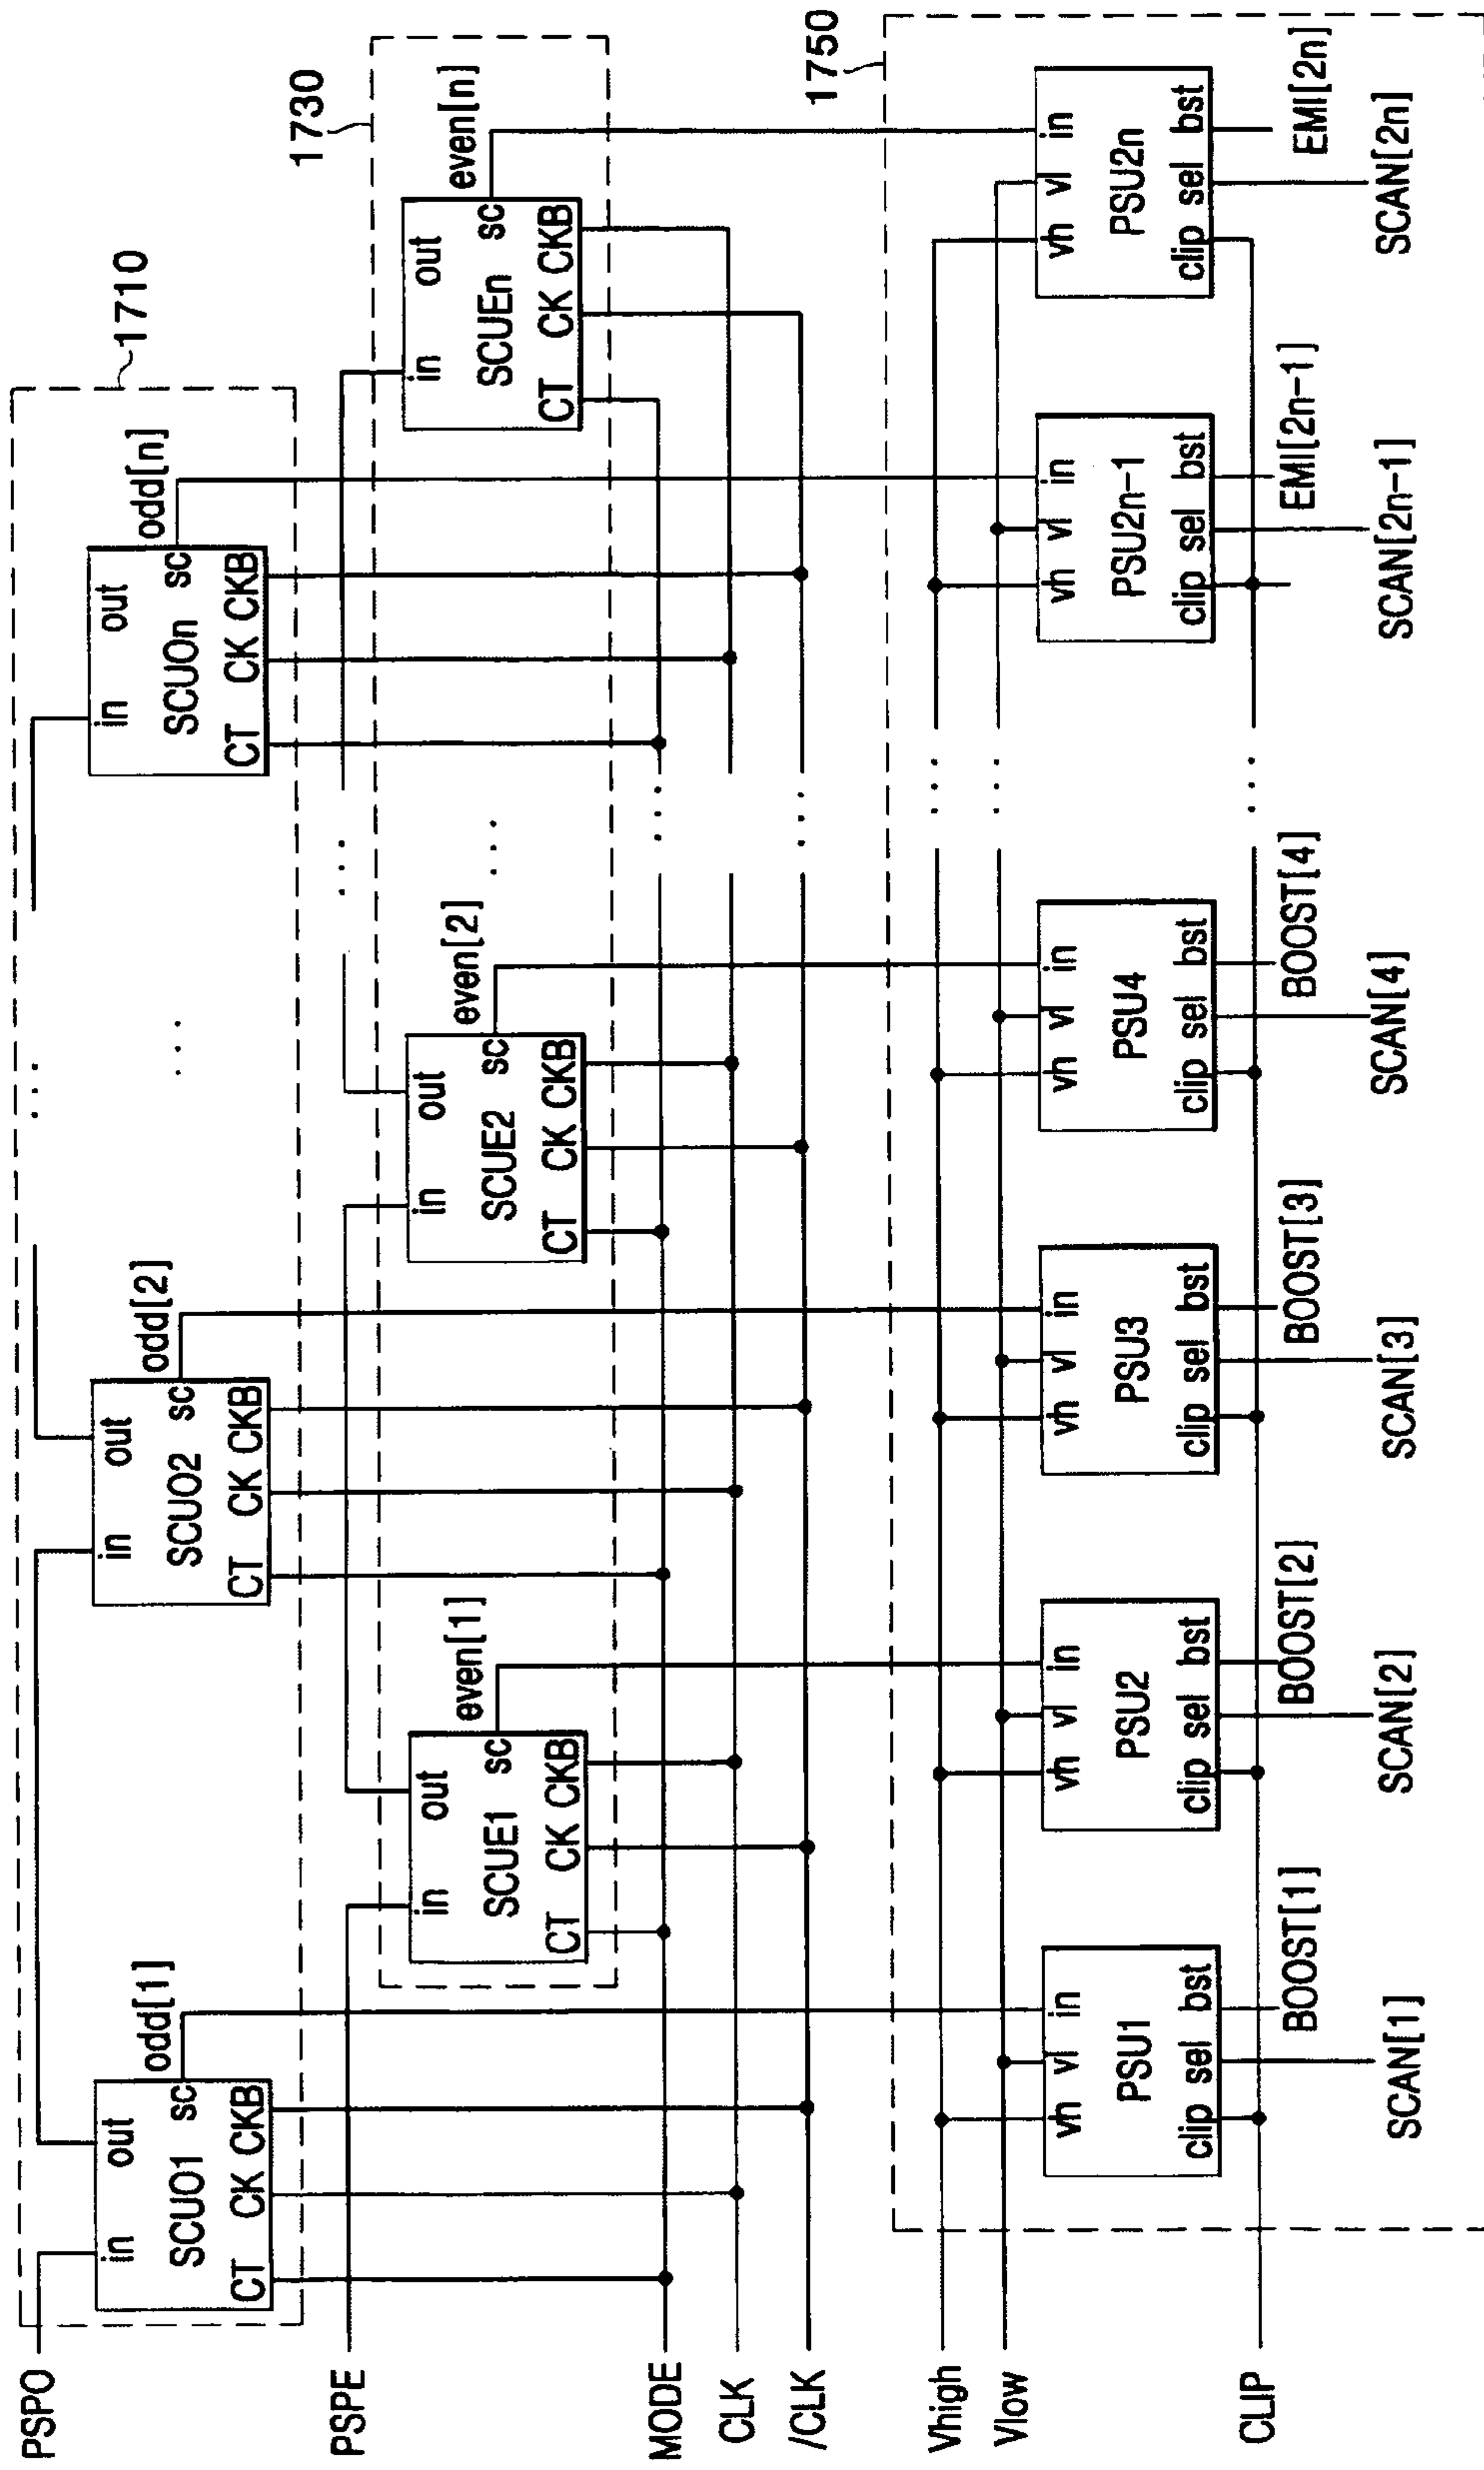 1710
PSPO
in
out
SCUO1
sc
CT CK CKB
odd[1]
in
out
SCUO2
sc
CT CK CKB
odd[2]
...
...
in
out
SCUOn
sc
CT CK CKB
odd[n]
1730
PSPE
in
out
SCUE1
sc
CT CK CKB
even[1]
in
out
SCUE2
sc
CT CK CKB
even[2]
...
...
in
out
SCUEn
sc
CT CK CKB
even[n]
MODE
...
CLK
/CLK
...
1750
Vhigh
...
Vlow
...
vh vl in
PSU1
clip sel bst
vh vl in
PSU2
clip sel bst
vh vl in
PSU3
clip sel bst
vh vl in
PSU4
clip sel bst
vh vl in
PSU2n-1
clip sel bst
vh vl in
PSU2n
clip sel bst
CLIP
...
BOOST[1]
BOOST[2]
BOOST[3]
BOOST[4]
EMI[2n-1]
EMI[2n]
SCAN[1]
SCAN[2]
SCAN[3]
SCAN[4]
SCAN[2n-1]
SCAN[2n]